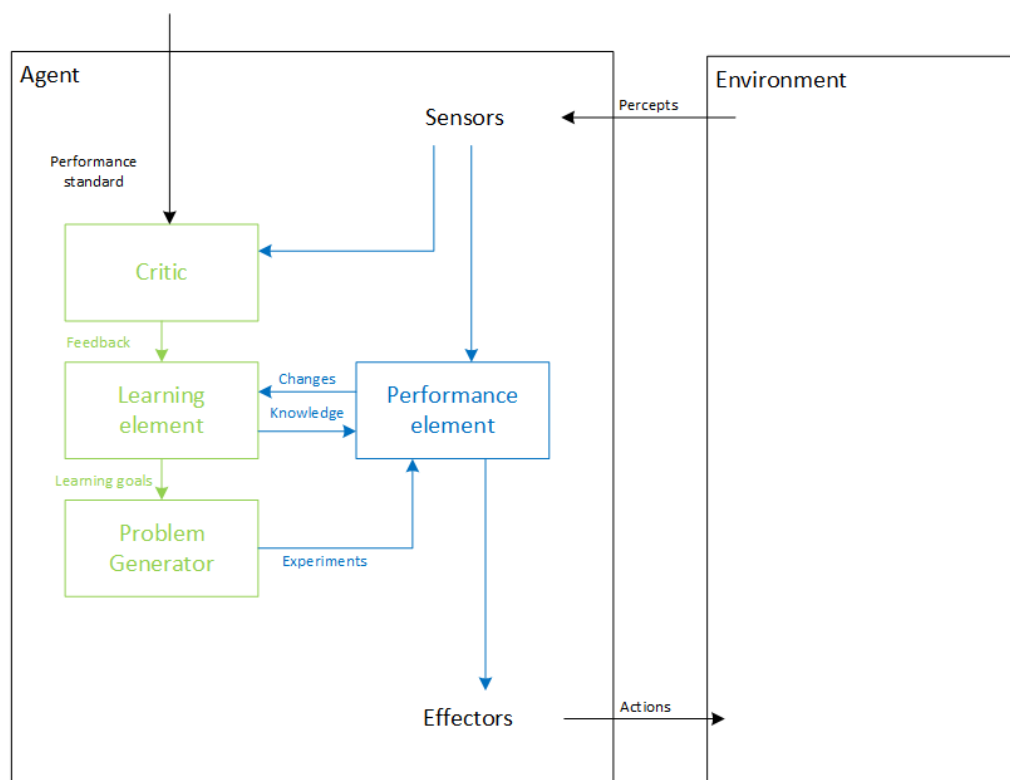 Agent
Environment
Percepts
Sensors
Performance
standard
Critic
Feedback
Learning
element
Changes
Knowledge
Performance
element
Learning goals
Problem
Generator
Experiments
Effectors
Actions